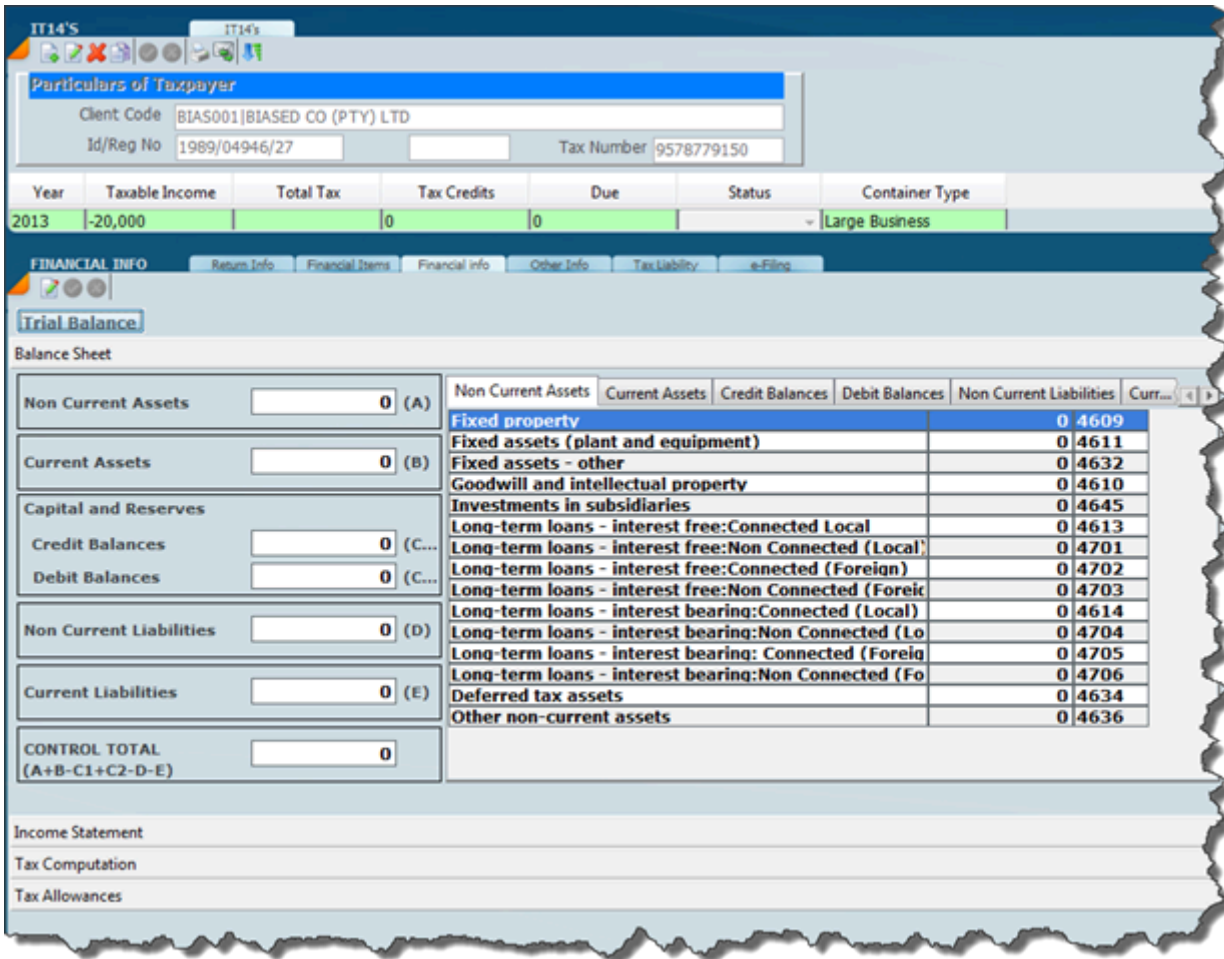 IT14'S IT14's
Particulars of Taxpayer
Client Code BIAS001|BIASED CO (PTY) LTD
Id/Reg No 1989/04946/27 Tax Number 9578779150
Year Taxable Income Total Tax Tax Credits Due Status Container Type
2013 -20,000 0 0 Large Business
FINANCIAL INFO Return Info Financial Items Financial info Other Info Tax Liability e-Filing
Trial Balance
Balance Sheet
Non Current Assets 0 (A)
Current Assets 0 (B)
Capital and Reserves
Credit Balances 0 (C...
Debit Balances 0 (C...
Non Current Liabilities 0 (D)
Current Liabilities 0 (E)
CONTROL TOTAL 0
(A+B-C1+C2-D-E)
Non Current Assets Current Assets Credit Balances Debit Balances Non Current Liabilities Curr...
Fixed property 0 4609
Fixed assets (plant and equipment) 0 4611
Fixed assets - other 0 4632
Goodwill and intellectual property 0 4610
Investments in subsidiaries 0 4645
Long-term loans - interest free:Connected Local 0 4613
Long-term loans - interest free:Non Connected (Local) 0 4701
Long-term loans - interest free:Connected (Foreign) 0 4702
Long-term loans - interest free:Non Connected (Foreic 0 4703
Long-term loans - interest bearing:Connected (Local) 0 4614
Long-term loans - interest bearing:Non Connected (Lo 0 4704
Long-term loans - interest bearing: Connected (Foreig 0 4705
Long-term loans - interest bearing:Non Connected (Fo 0 4706
Deferred tax assets 0 4634
Other non-current assets 0 4636
Income Statement
Tax Computation
Tax Allowances